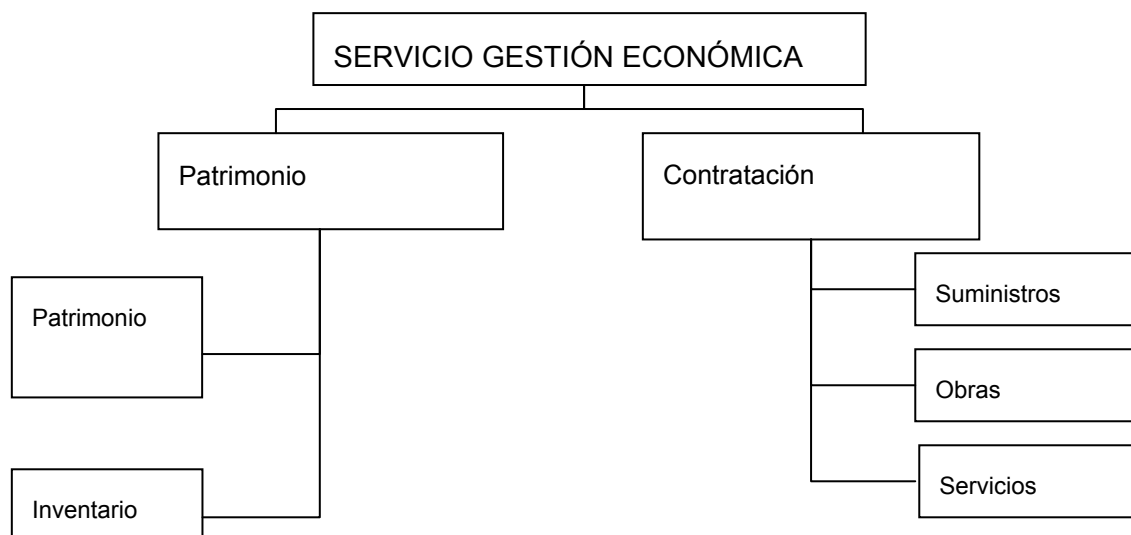 SERVICIO GESTIÓN ECONÓMICA
Patrimonio
Contratación
Patrimonio
Inventario
Suministros
Obras
Servicios